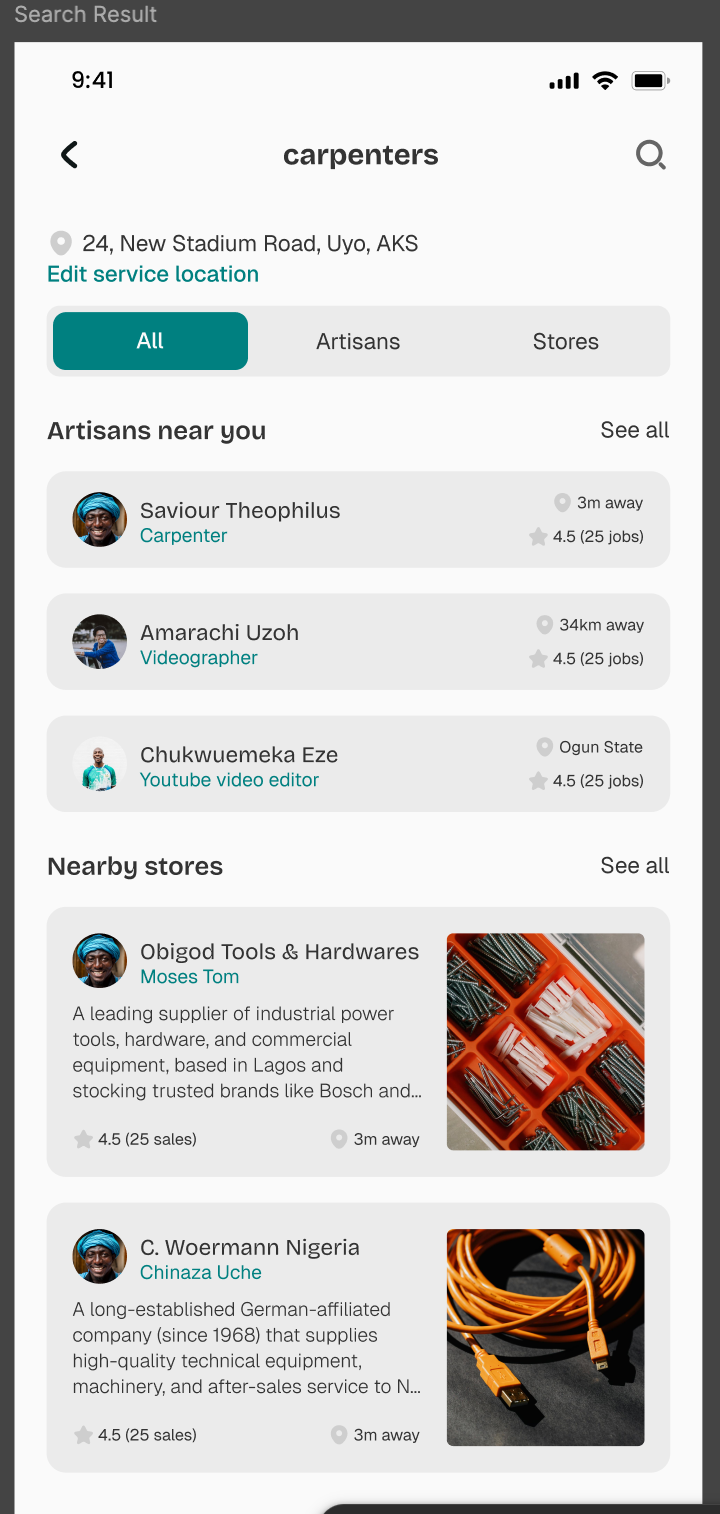 Search Result
9:41
carpenters
24, New Stadium Road, Uyo, AKS
Edit service location
All Artisans Stores
Artisans near you See all
Saviour Theophilus 3m away
Carpenter 4.5 (25 jobs)
Amarachi Uzoh 34km away
Videographer 4.5 (25 jobs)
Chukwuemeka Eze Ogun State
Youtube video editor 4.5 (25 jobs)
Nearby stores See all
Obigod Tools & Hardwares
Moses Tom
A leading supplier of industrial power
tools, hardware, and commercial
equipment, based in Lagos and
stocking trusted brands like Bosch and...
4.5 (25 sales) 3m away
C. Woermann Nigeria
Chinaza Uche
A long-established German-affiliated
company (since 1968) that supplies
high-quality technical equipment,
machinery, and after-sales service to N...
4.5 (25 sales) 3m away